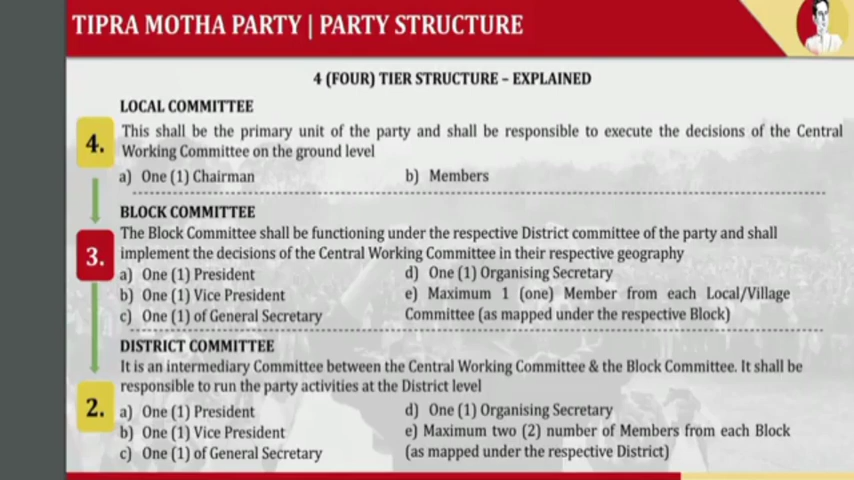 TIPRA MOTHA PARTY | PARTY STRUCTURE
4 (FOUR) TIER STRUCTURE – EXPLAINED
LOCAL COMMITTEE
4.
This shall be the primary unit of the party and shall be responsible to execute the decisions of the Central
Working Committee on the ground level
a) One (1) Chairman
b) Members
BLOCK COMMITTEE
3.
The Block Committee shall be functioning under the respective District committee of the party and shall
implement the decisions of the Central Working Committee in their respective geography
a) One (1) President
b) One (1) Vice President
c) One (1) of General Secretary
d) One (1) Organising Secretary
e) Maximum 1 (one) Member from each Local/Village
Committee (as mapped under the respective Block)
DISTRICT COMMITTEE
2.
It is an intermediary Committee between the Central Working Committee & the Block Committee. It shall be
responsible to run the party activities at the District level
a) One (1) President
b) One (1) Vice President
c) One (1) of General Secretary
d) One (1) Organising Secretary
e) Maximum two (2) number of Members from each Block
(as mapped under the respective District)